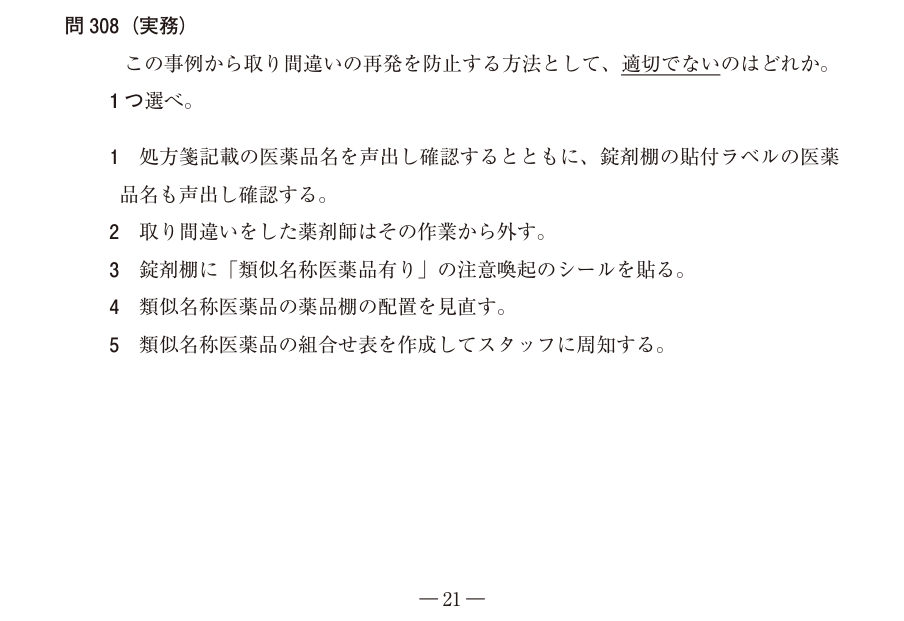 問 308（実務）
この事例から取り間違いの再発を防止する方法として、適切でないのはどれか。
1 つ選べ。
1 処方箋記載の医薬品名を声出し確認するとともに、錠剤棚の貼付ラベルの医薬
品名も声出し確認する。
2 取り間違いをした薬剤師はその作業から外す。
3 錠剤棚に「類似名称医薬品有り」の注意喚起のシールを貼る。
4 類似名称医薬品の薬品棚の配置を見直す。
5 類似名称医薬品の組合せ表を作成してスタッフに周知する。
― 21 ―